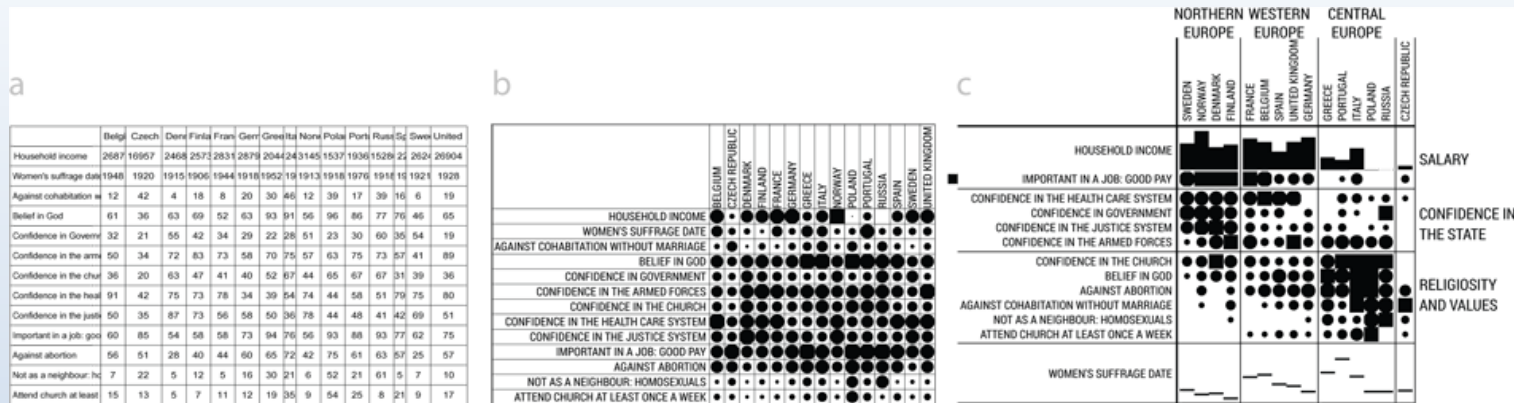 a
Belgi Czech Denr Finla Fran Gerr Gree Ita Norv Pola Port Russ Sp Swe United
Household income 2687 16957 2468 2573 2831 2879 2044 24 3145 1537 1936 1528 22 2624 26904
Women's suffrage date 1948 1920 1915 1906 1944 1918 1952 19 1913 1918 1976 1918 19 1921 1928
Against cohabitation w 12 42 4 18 8 20 30 46 12 39 17 39 16 6 19
Belief in God 61 36 63 69 52 63 93 91 56 96 86 77 76 46 65
Confidence in Governr 32 21 55 42 34 29 22 28 51 23 30 60 35 54 19
Confidence in the arm 50 34 72 83 73 58 70 75 57 63 75 73 57 41 89
Confidence in the chur 36 20 63 47 41 40 52 67 44 65 67 67 31 39 36
Confidence in the heal 91 42 75 73 78 34 39 54 74 44 58 51 79 75 80
Confidence in the justi 50 35 87 73 56 58 50 36 78 44 48 41 42 69 51
Important in a job: goo 60 85 54 58 58 73 94 76 56 93 88 93 77 62 75
Against abortion 56 51 28 40 44 60 65 72 42 75 61 63 57 25 57
Not as a neighbour: hc 7 22 5 12 5 16 30 21 6 52 21 61 5 7 10
Attend church at least 15 13 5 7 11 12 19 35 9 54 25 8 21 9 17
b
BELGIUM
CZECH REPUBLIC
DENMARK
FINLAND
FRANCE
GERMANY
GREECE
ITALY
NORWAY
POLAND
PORTUGAL
RUSSIA
SPAIN
SWEDEN
UNITED KINGDOM
HOUSEHOLD INCOME
WOMEN'S SUFFRAGE DATE
AGAINST COHABITATION WITHOUT MARRIAGE
BELIEF IN GOD
CONFIDENCE IN GOVERNMENT
CONFIDENCE IN THE ARMED FORCES
CONFIDENCE IN THE CHURCH
CONFIDENCE IN THE HEALTH CARE SYSTEM
CONFIDENCE IN THE JUSTICE SYSTEM
IMPORTANT IN A JOB: GOOD PAY
AGAINST ABORTION
NOT AS A NEIGHBOUR: HOMOSEXUALS
ATTEND CHURCH AT LEAST ONCE A WEEK
c
NORTHERN EUROPE
WESTERN EUROPE
CENTRAL EUROPE
SWEDEN
NORWAY
DENMARK
FINLAND
FRANCE
BELGIUM
SPAIN
UNITED KINGDOM
GERMANY
GREECE
PORTUGAL
ITALY
POLAND
RUSSIA
CZECH REPUBLIC
HOUSEHOLD INCOME
IMPORTANT IN A JOB: GOOD PAY
SALARY
CONFIDENCE IN THE HEALTH CARE SYSTEM
CONFIDENCE IN GOVERNMENT
CONFIDENCE IN THE JUSTICE SYSTEM
CONFIDENCE IN THE ARMED FORCES
CONFIDENCE IN
THE STATE
CONFIDENCE IN THE CHURCH
BELIEF IN GOD
AGAINST ABORTION
AGAINST COHABITATION WITHOUT MARRIAGE
NOT AS A NEIGHBOUR: HOMOSEXUALS
ATTEND CHURCH AT LEAST ONCE A WEEK
RELIGIOSITY
AND VALUES
WOMEN'S SUFFRAGE DATE